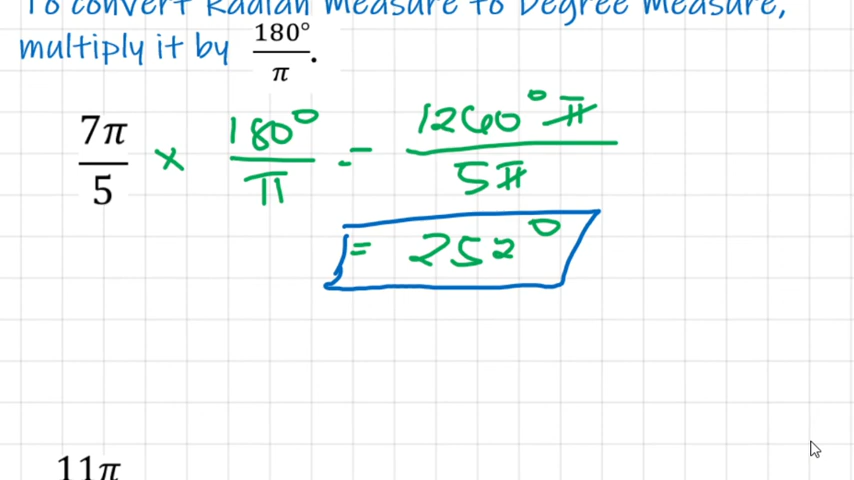 To convert Radian Measure to Degree Measure,
multiply it by 180°/π.
7π/5 × 180°/π = 1260°π/5π
= 252°
11π